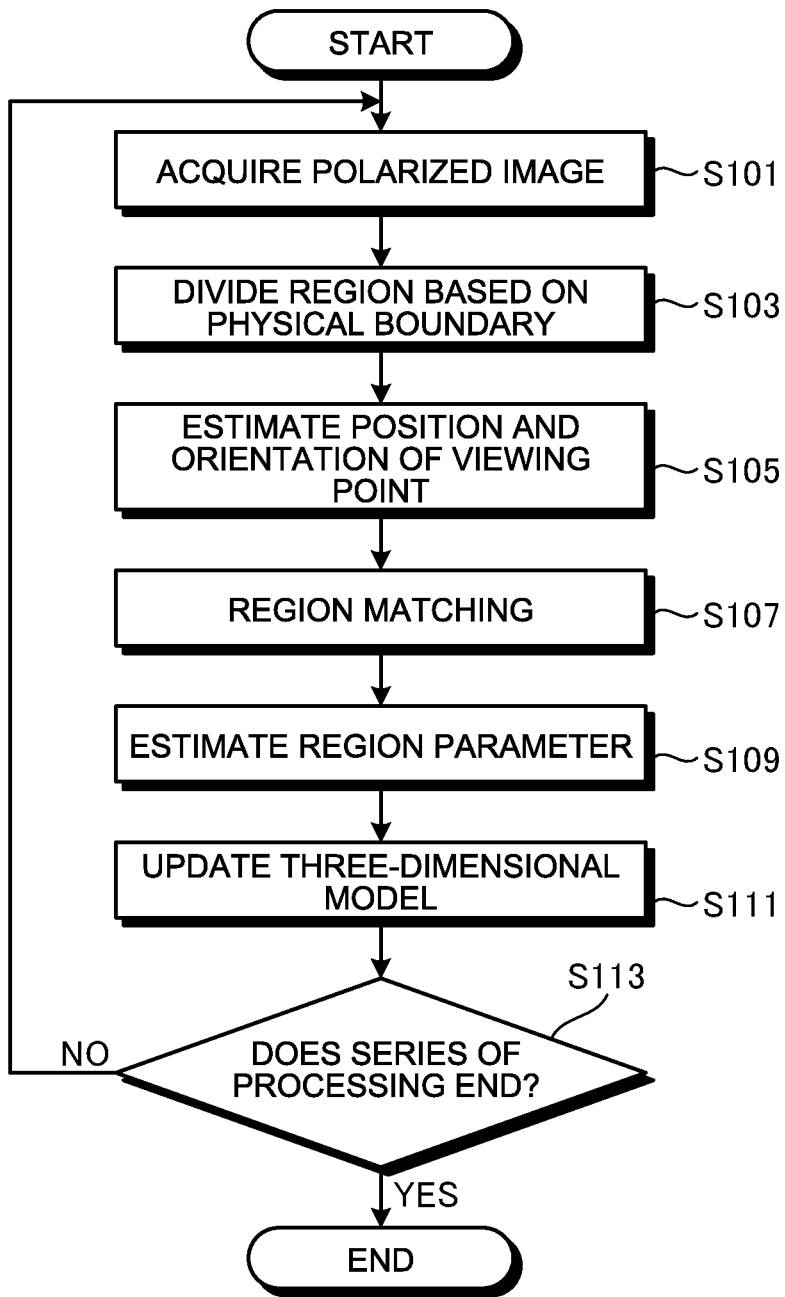 START
ACQUIRE POLARIZED IMAGE
S101
DIVIDE REGION BASED ON
PHYSICAL BOUNDARY
S103
ESTIMATE POSITION AND
ORIENTATION OF VIEWING
POINT
S105
REGION MATCHING
S107
ESTIMATE REGION PARAMETER
S109
UPDATE THREE-DIMENSIONAL
MODEL
S111
S113
DOES SERIES OF
PROCESSING END?
NO
YES
END